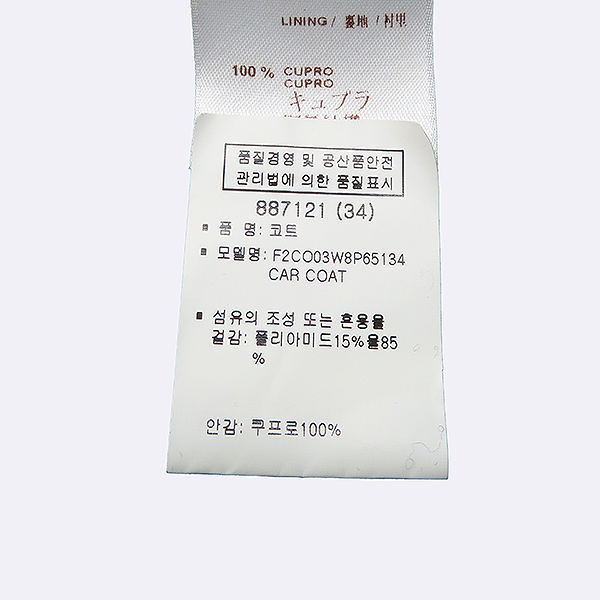 LINING / 裏地 / 衬里
100 % CUPRO
CUPRO
キュプラ
품질경영 및 공산품안전
관리법에 의한 품질표시
887121 (34)
▪ 품 명: 코트
▪ 모델명: F2CO03W8P65134
CAR COAT
▪ 섬유의 조성 또는 혼용율
겉감: 폴리아미드15%울85
%
안감: 쿠프로100%